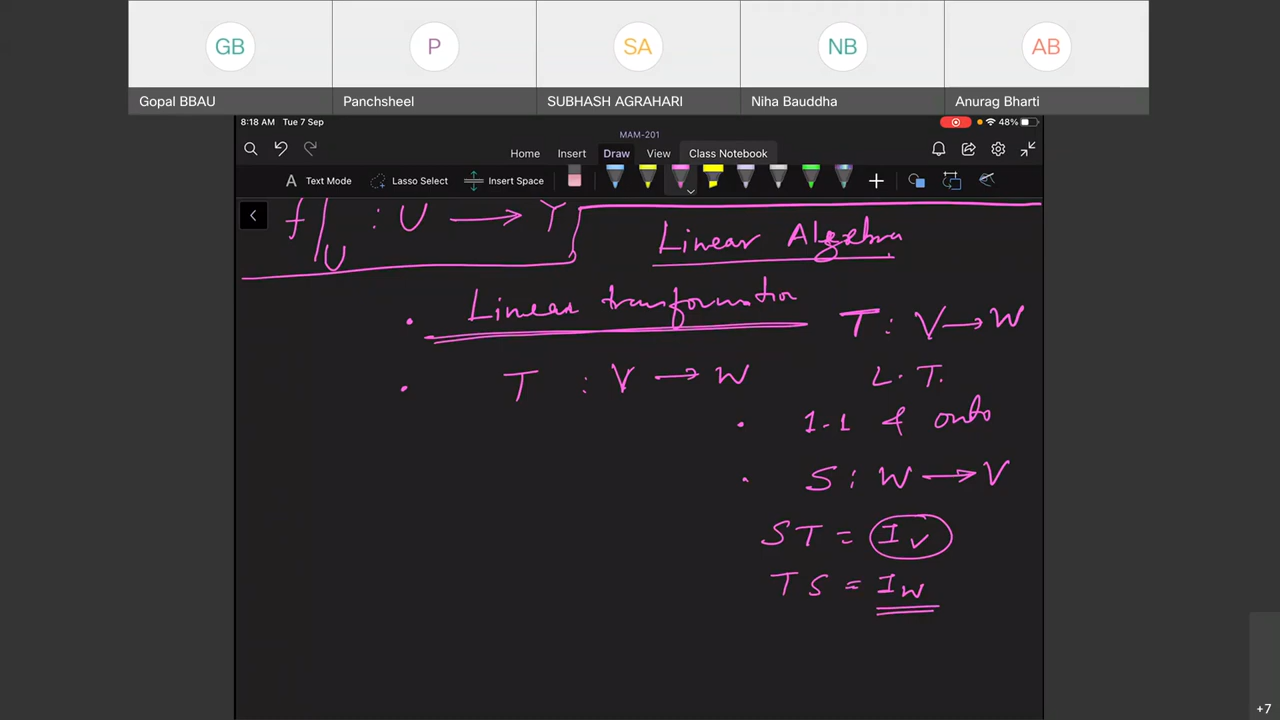 GB P SA NB AB
Gopal BBAU Panchsheel SUBHASH AGRAHARI Niha Bauddha Anurag Bharti
8:18 AM Tue 7 Sep 48%
MAM-201
Home Insert Draw View Class Notebook
Text Mode Lasso Select Insert Space
f|U : U → Y
Linear Algebra
• Linear transformation
T : V → W
• T : V → W
L. T.
• 1-1 & onto
• S : W → V
ST = Iv
TS = Iw
+7